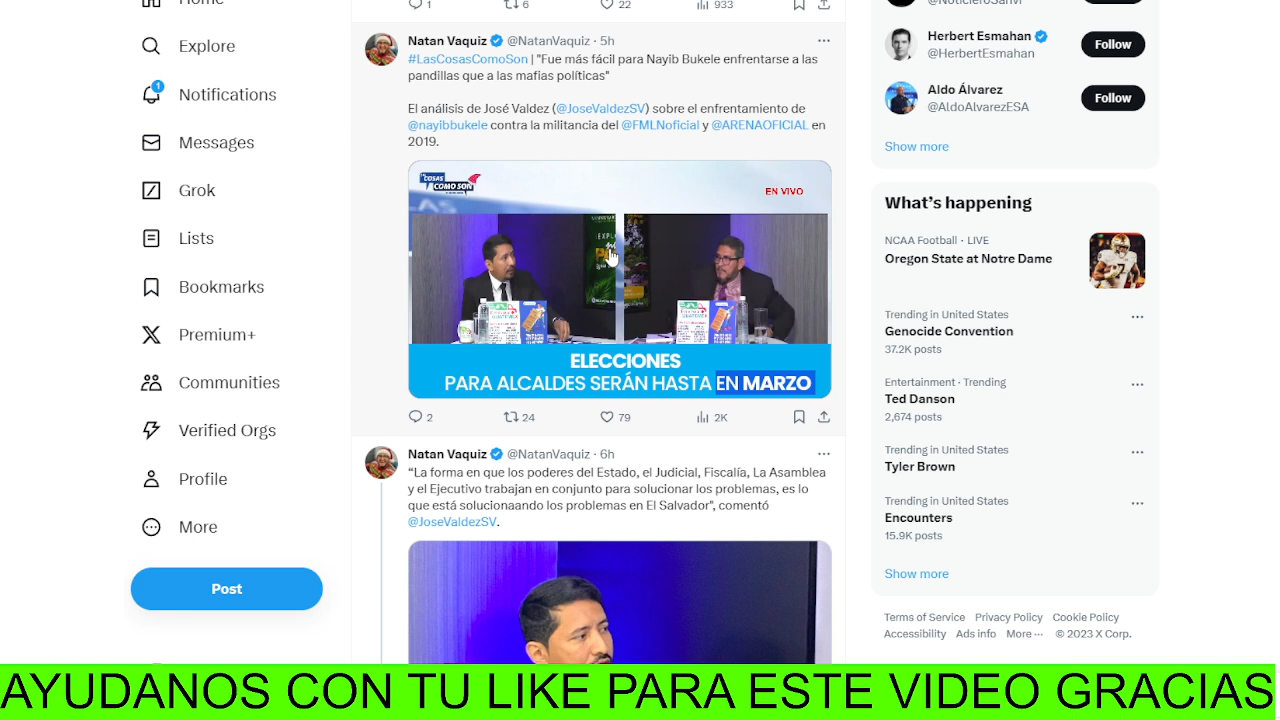 Home
Explore
1
Notifications
Messages
Grok
Lists
Bookmarks
Premium+
Communities
Verified Orgs
Profile
More
Post
1 6 22 933
Natan Vaquiz @NatanVaquiz · 5h
#LasCosasComoSon | "Fue más fácil para Nayib Bukele enfrentarse a las
pandillas que a las mafias políticas"
El análisis de José Valdez (@JoseValdezSV) sobre el enfrentamiento de
@nayibbukele contra la militancia del @FMLNoficial y @ARENAOFICIAL en
2019.
COSAS
COMO SON
EN VIVO
ELECCIONES
PARA ALCALDES SERÁN HASTA EN MARZO
2 24 79 2K
Natan Vaquiz @NatanVaquiz · 6h
“La forma en que los poderes del Estado, el Judicial, Fiscalía, La Asamblea
y el Ejecutivo trabajan en conjunto para solucionar los problemas, es lo
que está solucionaando los problemas en El Salvador", comentó
@JoseValdezSV.
@NoticieroSanVi
Herbert Esmahan
@HerbertEsmahan
Follow
Aldo Álvarez
@AldoAlvarezESA
Follow
Show more
What’s happening
NCAA Football · LIVE
Oregon State at Notre Dame
Trending in United States
Genocide Convention
37.2K posts
Entertainment · Trending
Ted Danson
2,674 posts
Trending in United States
Tyler Brown
Trending in United States
Encounters
15.9K posts
Show more
Terms of Service Privacy Policy Cookie Policy
Accessibility Ads info More ··· © 2023 X Corp.
AYUDANOS CON TU LIKE PARA ESTE VIDEO GRACIAS